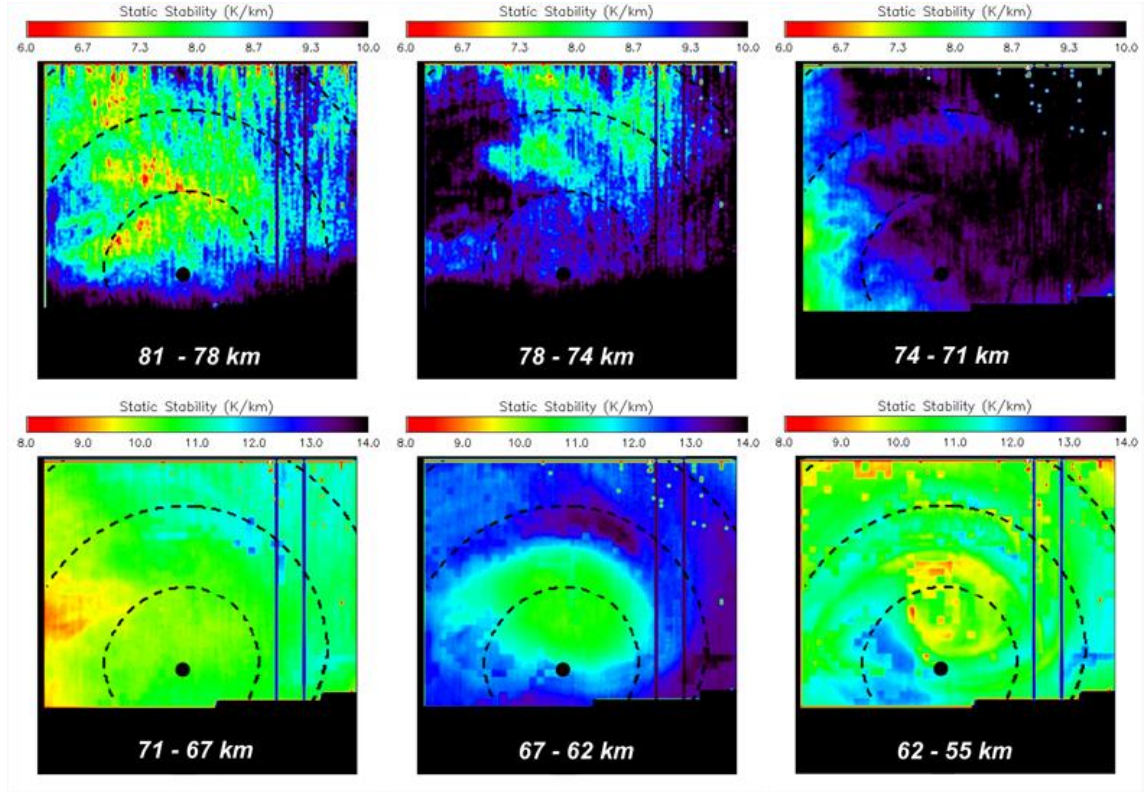 Static Stability (K/km)
6.0 6.7 7.3 8.0 8.7 9.3 10.0
81 - 78 km
Static Stability (K/km)
6.0 6.7 7.3 8.0 8.7 9.3 10.0
78 - 74 km
Static Stability (K/km)
6.0 6.7 7.3 8.0 8.7 9.3 10.0
74 - 71 km
Static Stability (K/km)
8.0 9.0 10.0 11.0 12.0 13.0 14.0
71 - 67 km
Static Stability (K/km)
8.0 9.0 10.0 11.0 12.0 13.0 14.0
67 - 62 km
Static Stability (K/km)
8.0 9.0 10.0 11.0 12.0 13.0 14.0
62 - 55 km